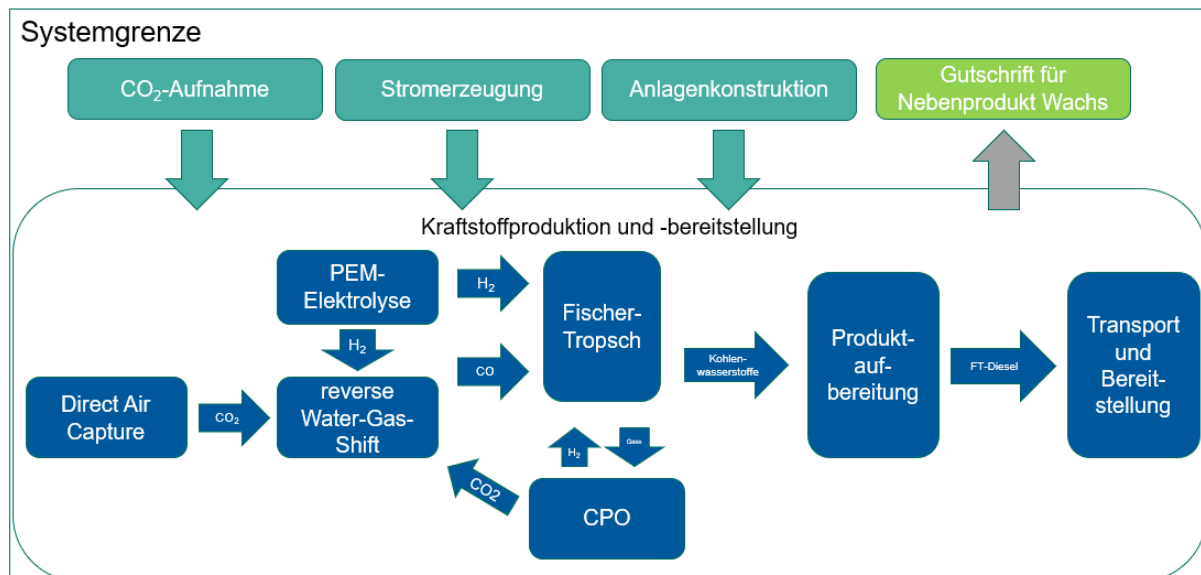 Systemgrenze
CO₂-Aufnahme
Stromerzeugung
Anlagenkonstruktion
Gutschrift für
Nebenprodukt Wachs
Kraftstoffproduktion und -bereitstellung
PEM-
Elektrolyse
H₂
Fischer-
Tropsch
H₂
CO
Kohlen-
wasserstoffe
Produkt-
auf-
bereitung
FT-Diesel
Transport
und
Bereit-
stellung
Direct Air
Capture
CO₂
reverse
Water-Gas-
Shift
H₂
Gase
CO2
CPO